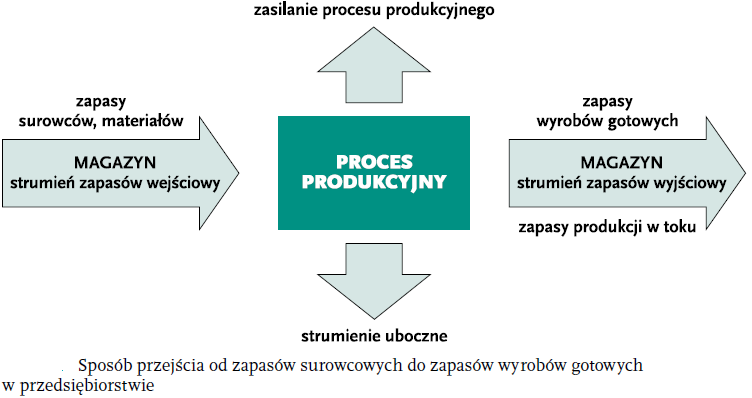 zasilanie procesu produkcyjnego
zapasy
surowców, materiałów
MAGAZYN
strumień zapasów wejściowy
PROCES
PRODUKCYJNY
zapasy
wyrobów gotowych
MAGAZYN
strumień zapasów wyjściowy
zapasy produkcji w toku
strumienie uboczne
Sposób przejścia od zapasów surowcowych do zapasów wyrobów gotowych
w przedsiębiorstwie